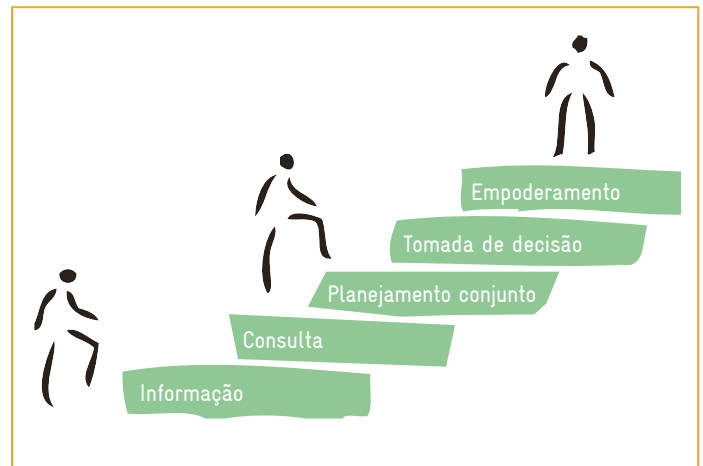 Empoderamento
Tomada de decisão
Planejamento conjunto
Consulta
Informação